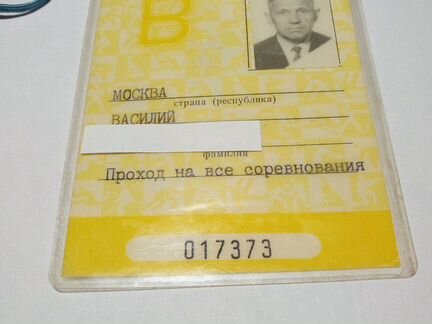 В
МОСКВА
страна (республика)
ВАСИЛИЙ
фамилия
Проход на все соревнования
017373